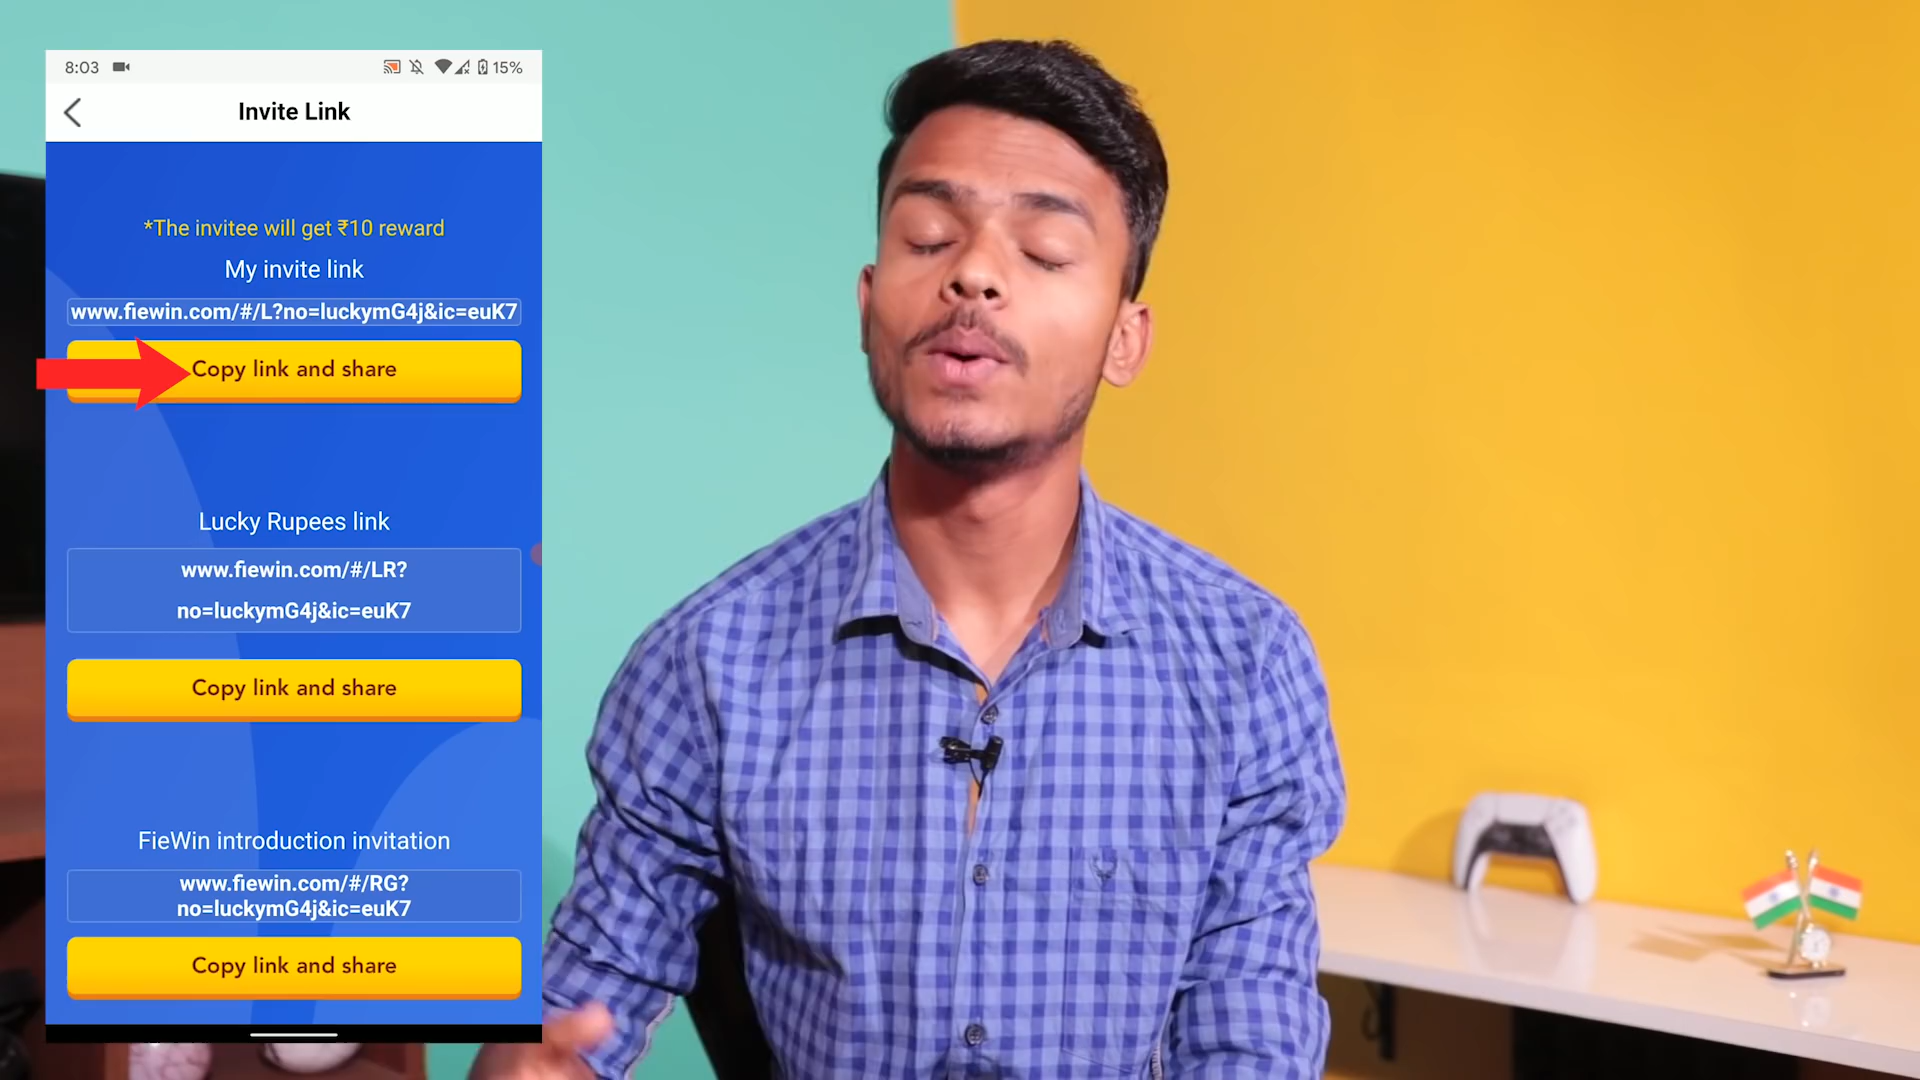 8:03
15%
Invite Link
*The invitee will get ₹10 reward
My invite link
www.fiewin.com/#/L?no=luckymG4j&ic=euK7
Copy link and share
Lucky Rupees link
www.fiewin.com/#/LR?
no=luckymG4j&ic=euK7
Copy link and share
FieWin introduction invitation
www.fiewin.com/#/RG?
no=luckymG4j&ic=euK7
Copy link and share